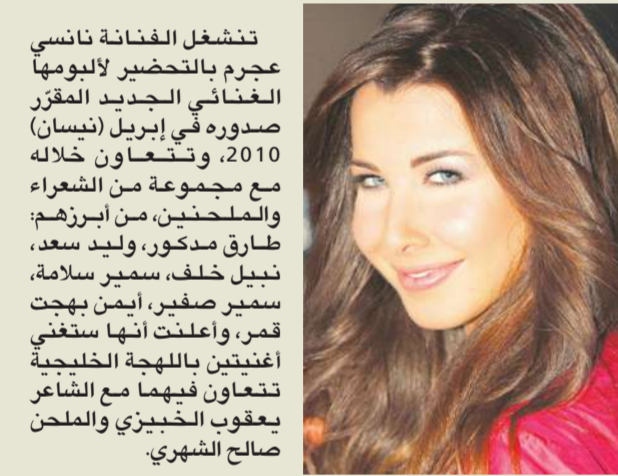 تنشغل الفنانة نانسي
عجرم بالتحضير لألبومها
الغنائي الجديد المقرّر
صدوره في إبريل (نيسان)
2010، وتتعاون خلاله
مع مجموعة من الشعراء
والملحنين، من أبرزهم:
طارق مدكور، وليد سعد،
نبيل خلف، سمير سلامة،
سمير صفير، أيمن بهجت
قمر، وأعلنت أنها ستغني
أغنيتين باللهجة الخليجية
تتعاون فيهما مع الشاعر
يعقوب الخبيزي والملحن
صالح الشهري.